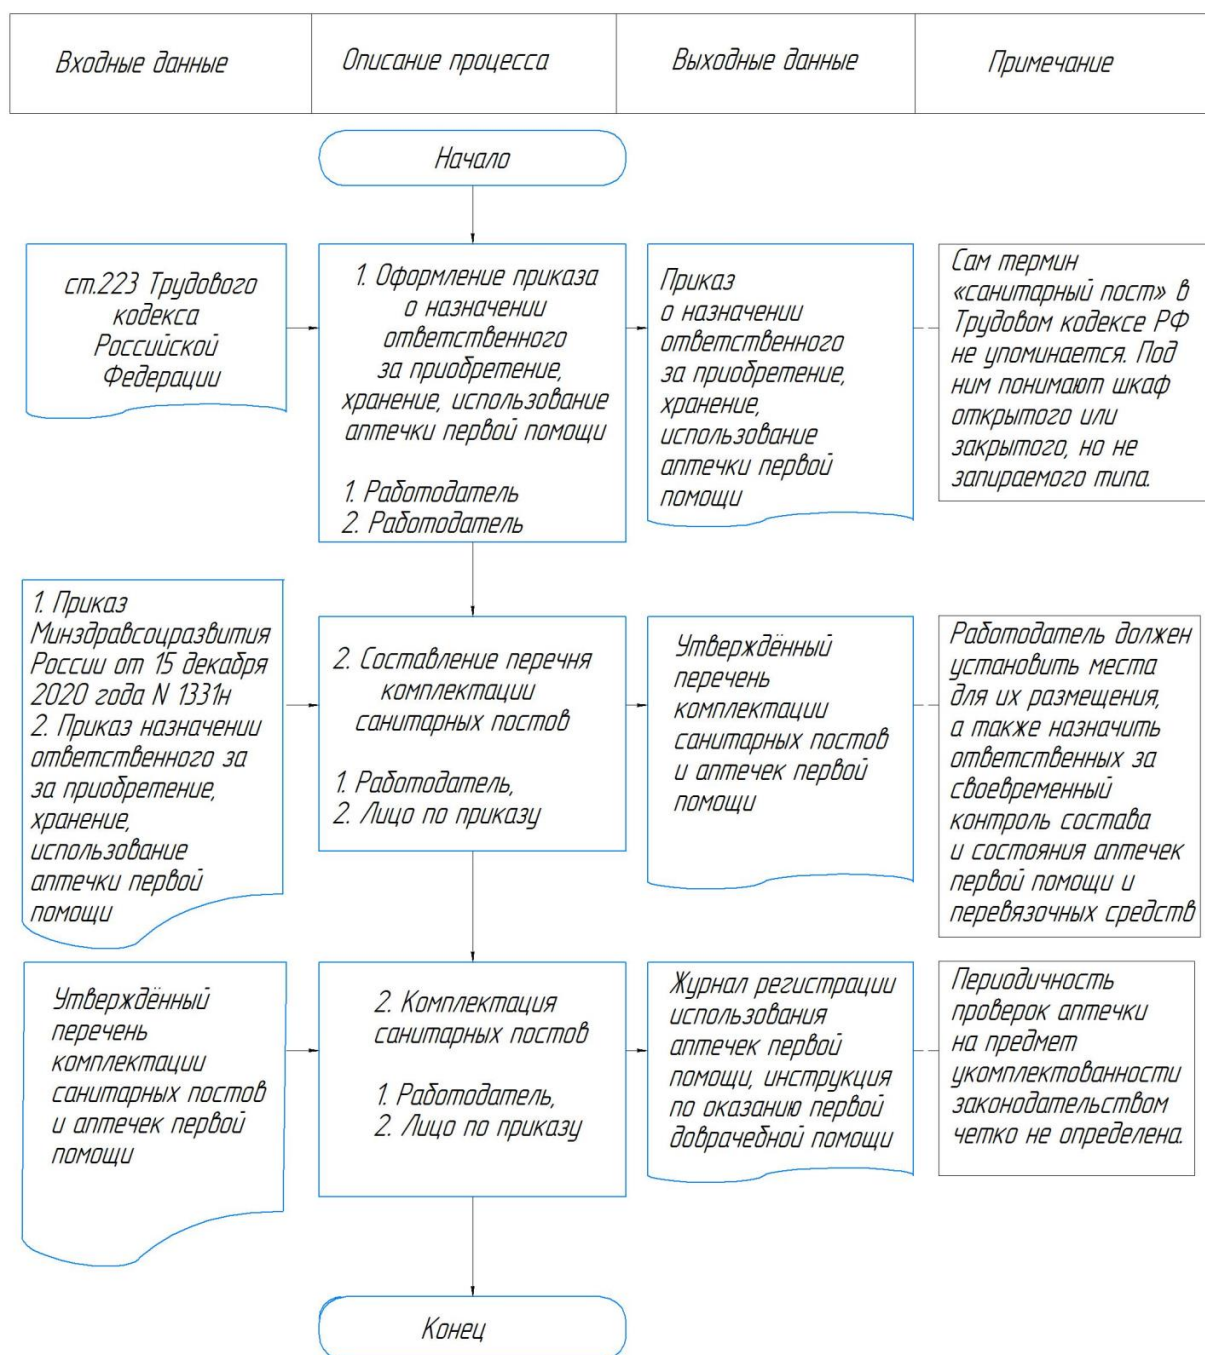 Входные данные
Описание процесса
Выходные данные
Примечание
Начало
ст.223 Трудового
кодекса
Российской
Федерации
1. Оформление приказа
о назначении
ответственного
за приобретение,
хранение, использование
аптечки первой помощи
1. Работодатель
2. Работодатель
Приказ
о назначении
ответственного
за приобретение,
хранение,
использование
аптечки первой
помощи
Сам термин
«санитарный пост» в
Трудовом кодексе РФ
не упоминается. Под
ним понимают шкаф
открытого или
закрытого, но не
запираемого типа.
1. Приказ
Минздравсоцразвития
России от 15 декабря
2020 года N 1331н
2. Приказ назначении
ответственного за
за приобретение,
хранение,
использование
аптечки первой
помощи
2. Составление перечня
комплектации
санитарных постов
1. Работодатель,
2. Лицо по приказу
Утверждённый
перечень
комплектации
санитарных постов
и аптечек первой
помощи
Работодатель должен
установить места
для их размещения,
а также назначить
ответственных за
своевременный
контроль состава
и состояния аптечек
первой помощи и
перевязочных средств
Утверждённый
перечень
комплектации
санитарных постов
и аптечек первой
помощи
2. Комплектация
санитарных постов
1. Работодатель,
2. Лицо по приказу
Журнал регистрации
использования
аптечек первой
помощи, инструкция
по оказанию первой
доврачебной помощи
Периодичность
проверок аптечки
на предмет
укомплектованности
законодательством
четко не определена.
Конец